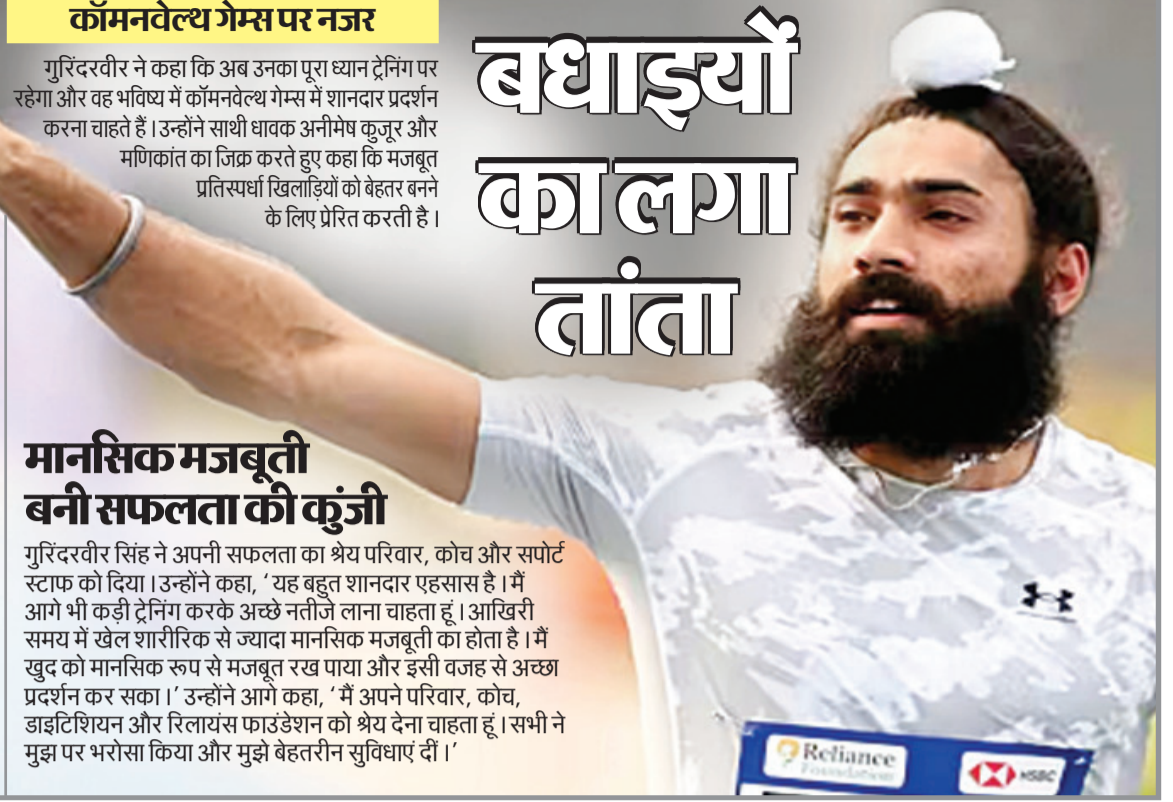 कॉमनवेल्थ गेम्स पर नजर
गुरिंदरवीर ने कहा कि अब उनका पूरा ध्यान ट्रेनिंग पर
रहेगा और वह भविष्य में कॉमनवेल्थ गेम्स में शानदार प्रदर्शन
करना चाहते हैं। उन्होंने साथी धावक अनीमेष कुजूर और
मणिकांत का जिक्र करते हुए कहा कि मजबूत
प्रतिस्पर्धा खिलाड़ियों को बेहतर बनने
के लिए प्रेरित करती है।
बधाइयों
का लगा
तांता
मानसिक मजबूती
बनी सफलता की कुंजी
गुरिंदरवीर सिंह ने अपनी सफलता का श्रेय परिवार, कोच और सपोर्ट
स्टाफ को दिया। उन्होंने कहा, ‘यह बहुत शानदार एहसास है। मैं
आगे भी कड़ी ट्रेनिंग करके अच्छे नतीजे लाना चाहता हूं। आखिरी
समय में खेल शारीरिक से ज्यादा मानसिक मजबूती का होता है। मैं
खुद को मानसिक रूप से मजबूत रख पाया और इसी वजह से अच्छा
प्रदर्शन कर सका।’ उन्होंने आगे कहा, ‘मैं अपने परिवार, कोच,
डाइटिशियन और रिलायंस फाउंडेशन को श्रेय देना चाहता हूं। सभी ने
मुझ पर भरोसा किया और मुझे बेहतरीन सुविधाएं दीं।’
Reliance
Foundation
HSBC